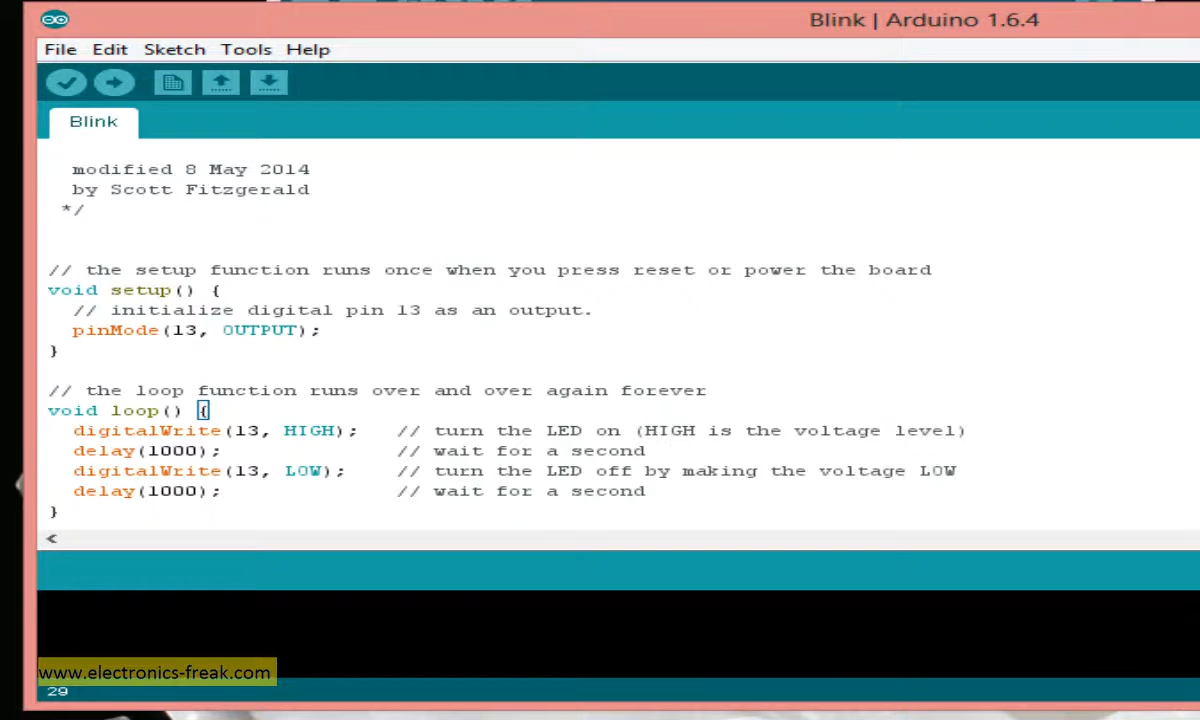 Blink | Arduino 1.6.4
File Edit Sketch Tools Help
Blink
modified 8 May 2014
by Scott Fitzgerald
*/
// the setup function runs once when you press reset or power the board
void setup() {
// initialize digital pin 13 as an output.
pinMode(13, OUTPUT);
}
// the loop function runs over and over again forever
void loop() {
digitalWrite(13, HIGH);   // turn the LED on (HIGH is the voltage level)
delay(1000);              // wait for a second
digitalWrite(13, LOW);    // turn the LED off by making the voltage LOW
delay(1000);              // wait for a second
}
www.electronics-freak.com
29